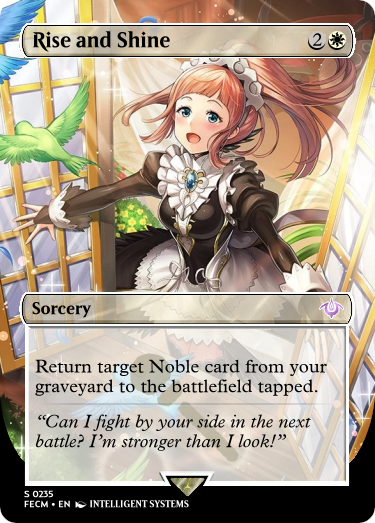 Rise and Shine 2
Sorcery
Return target Noble card from your
graveyard to the battlefield tapped.
“Can I fight by your side in the next
battle? I’m stronger than I look!”
S 0235
FECM • EN INTELLIGENT SYSTEMS